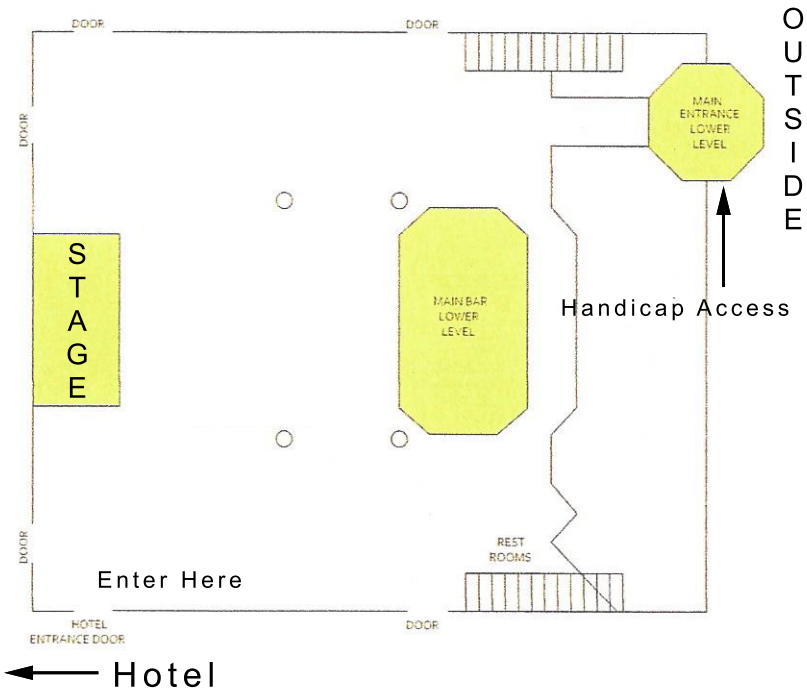 DOOR
DOOR
OUTSIDE
MAIN
ENTRANCE
LOWER
LEVEL
DOOR
STAGE
MAIN BAR
LOWER
LEVEL
Handicap Access
DOOR
REST
ROOMS
Enter Here
HOTEL
ENTRANCE DOOR
DOOR
Hotel